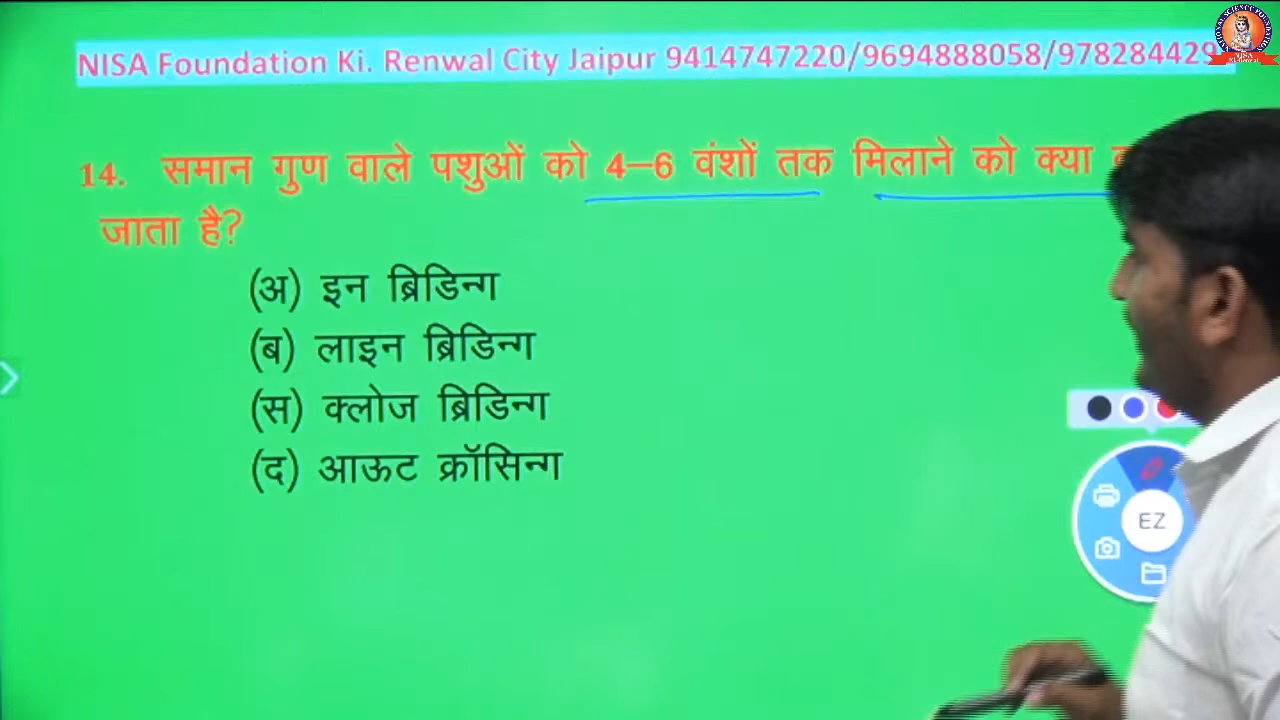 NISA Foundation Ki. Renwal City Jaipur 9414747220/9694888058/978284429
14. समान गुण वाले पशुओं को 4–6 वंशों तक मिलाने को क्या
जाता है?
(अ) इन ब्रिडिन्ग
(ब) लाइन ब्रिडिन्ग
(स) क्लोज ब्रिडिन्ग
(द) आऊट क्रॉसिन्ग
EZ